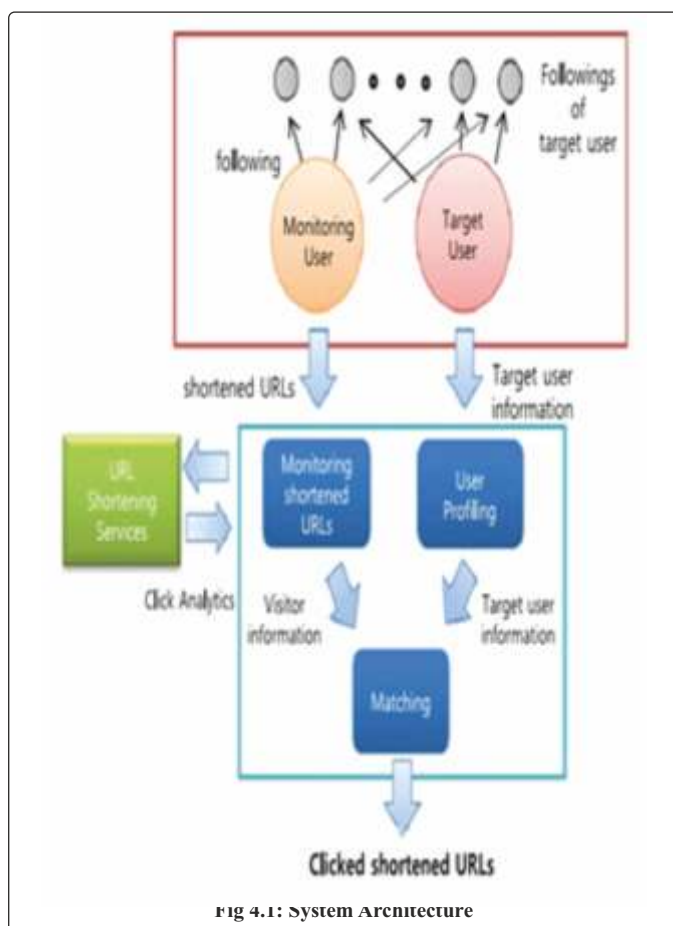 Followings
of
target user
following
Monitoring
User
Target
User
shortened URLs
Target user
information
URL
Shortening
Services
Monitoring
shortened
URLs
User
Profiling
Click Analytics
Visitor
information
Target user
information
Matching
Clicked shortened URLs
Fig 4.1: System Architecture